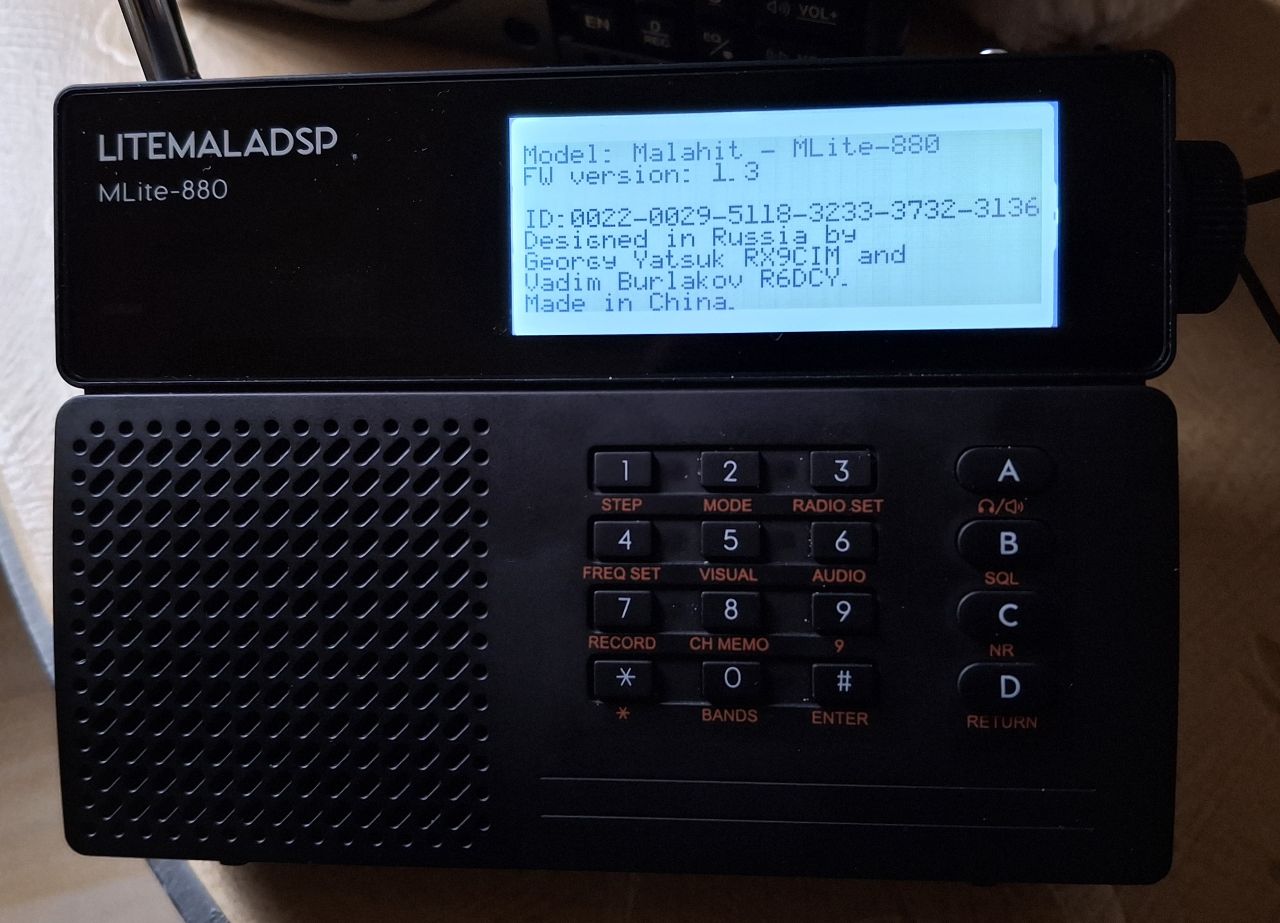 EN
VOL+
LITEMALADSP
MLite-880
Model: Malahit - MLite-880
FW version: 1.3
ID:0022-0029-5118-3233-3732-3136
Designed in Russia by
Georgy Yatsuk RX9CIM and
Vadim Burlakov R6DCY.
Made in China.
1 2 3 A
STEP MODE RADIO SET
4 5 6 B
FREQ SET VISUAL AUDIO SQL
7 8 9 C
RECORD CH MEMO 9 NR
* 0 # D
* BANDS ENTER RETURN